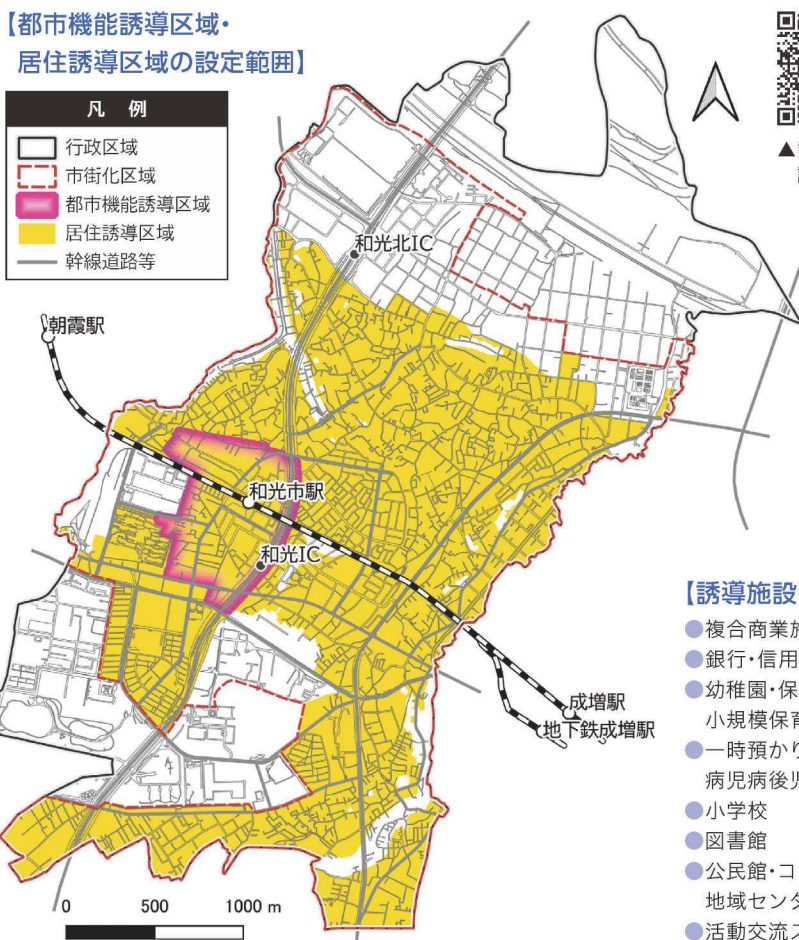 【都市機能誘導区域・
居住誘導区域の設定範囲】
凡 例
行政区域
市街化区域
都市機能誘導区域
居住誘導区域
幹線道路等
▲
和光北IC
朝霞駅
和光市駅
和光IC
成増駅
地下鉄成増駅
0 500 1000 m
【誘導施設
●複合商業施
●銀行・信用
●幼稚園・保
小規模保育
●一時預かり
病児病後児
●小学校
●図書館
●公民館・コ
地域センタ
●活動交流ス